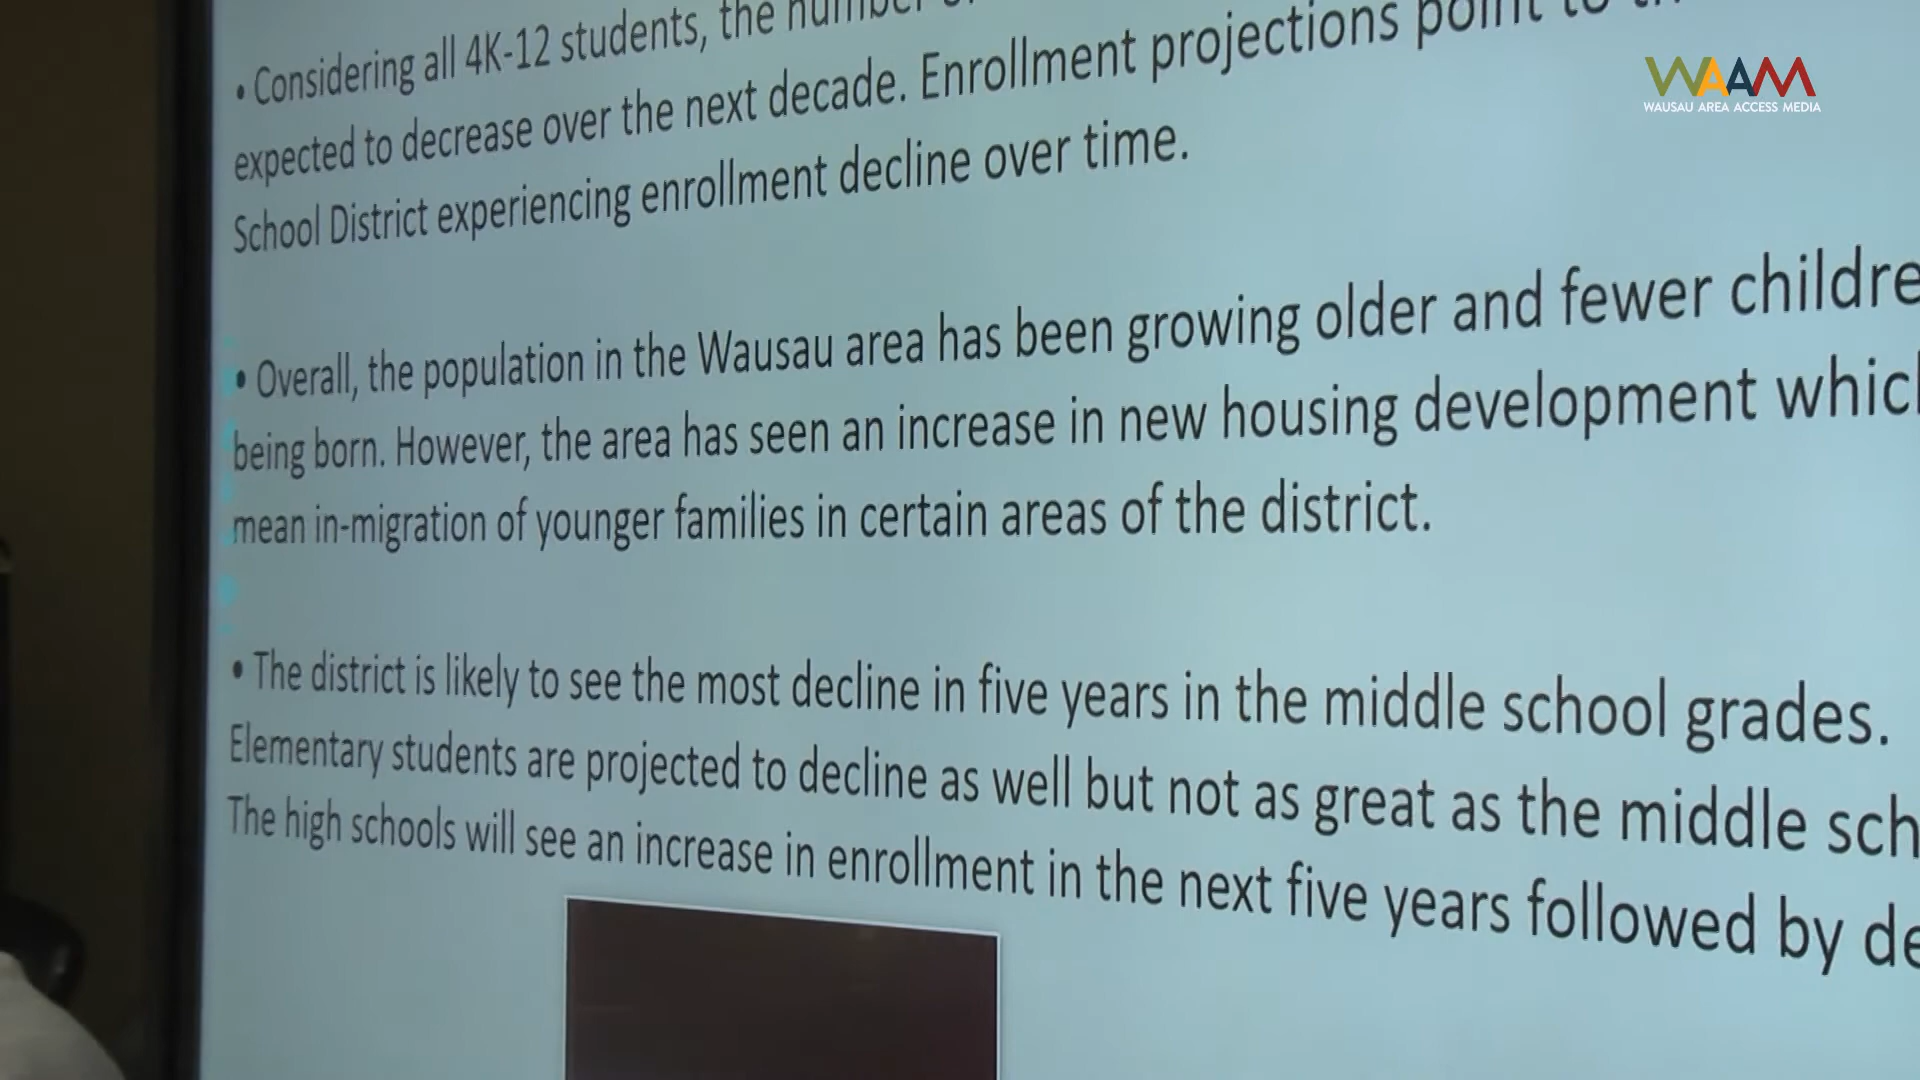 • Considering all 4K-12 students, the number
expected to decrease over the next decade. Enrollment projections point to
School District experiencing enrollment decline over time.
• Overall, the population in the Wausau area has been growing older and fewer childre
being born. However, the area has seen an increase in new housing development whic
mean in-migration of younger families in certain areas of the district.
• The district is likely to see the most decline in five years in the middle school grades.
Elementary students are projected to decline as well but not as great as the middle sch
The high schools will see an increase in enrollment in the next five years followed by de
WAAM
WAUSAU AREA ACCESS MEDIA